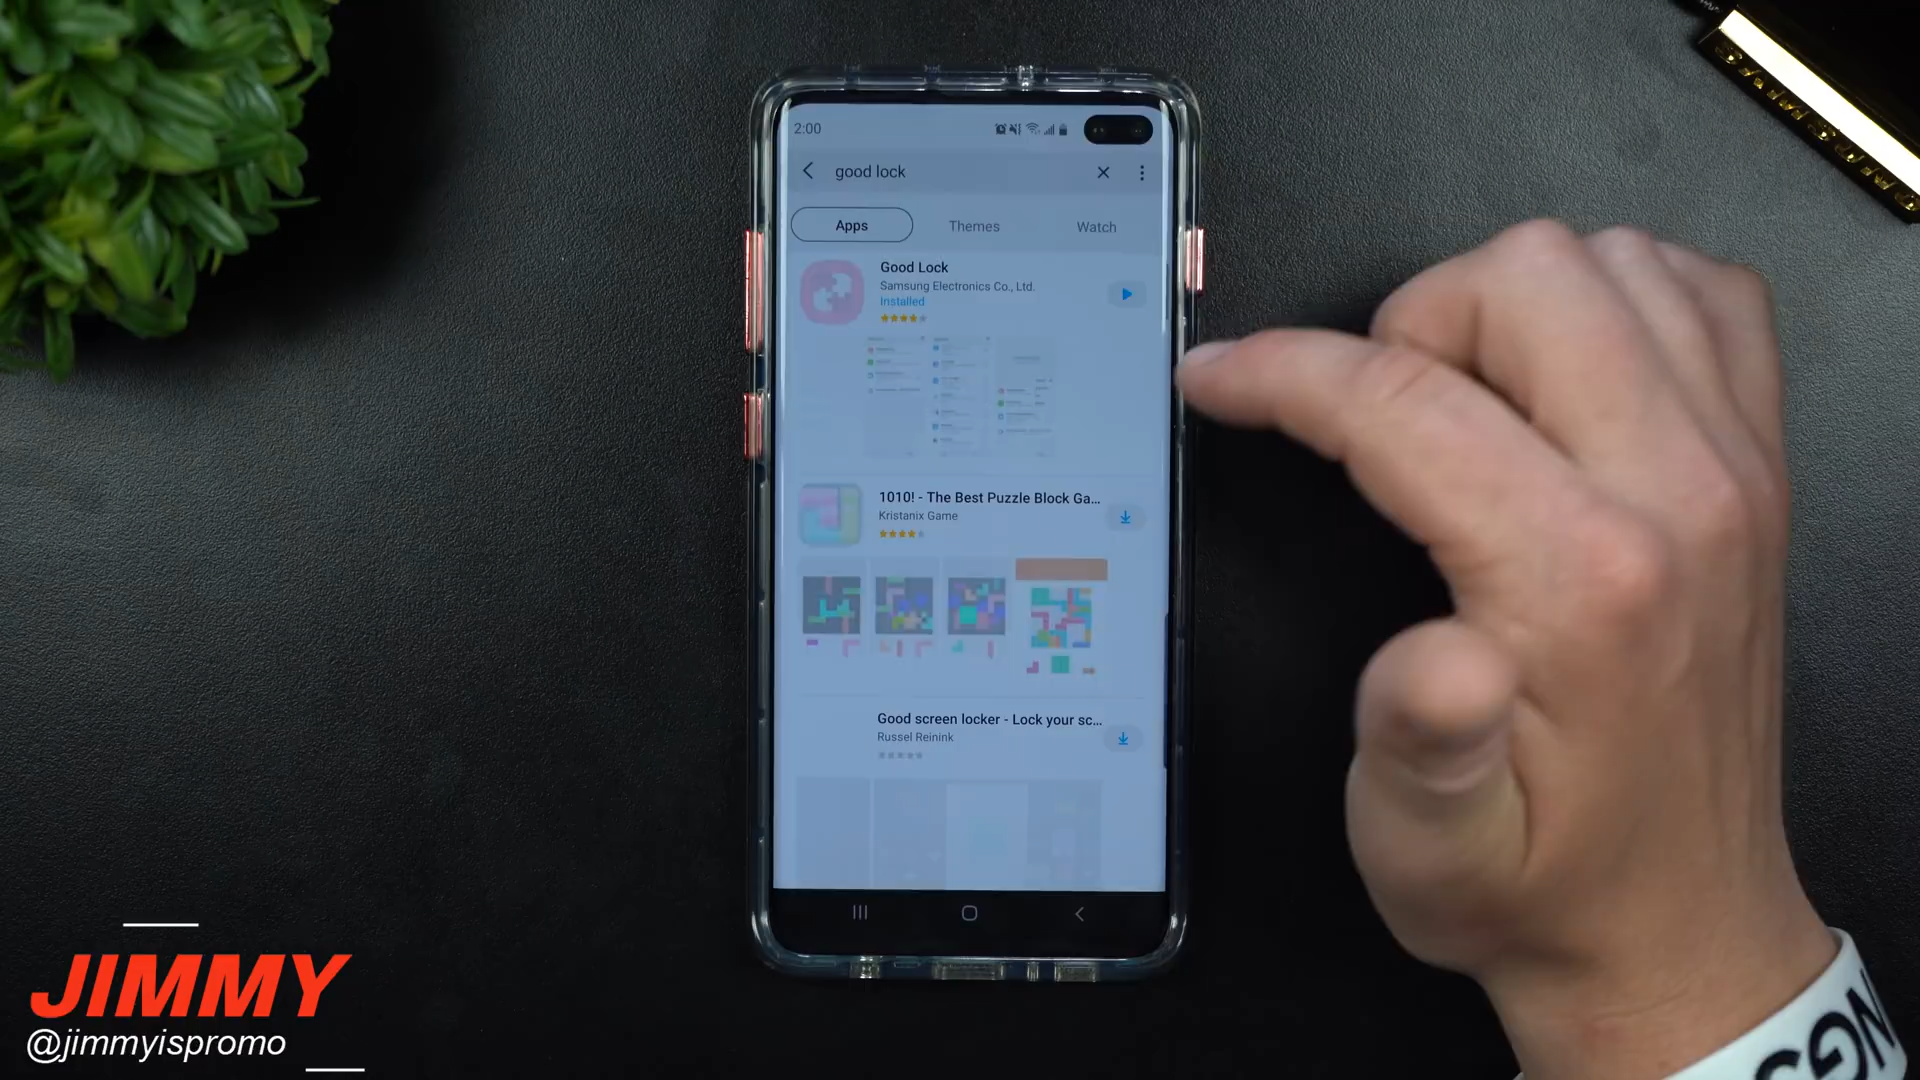 2:00
good lock
Apps
Themes
Watch
Good Lock
Samsung Electronics Co., Ltd.
Installed
1010! - The Best Puzzle Block Ga...
Kristanix Game
Good screen locker - Lock your sc...
Russel Reinink
JIMMY
@jimmyispromo